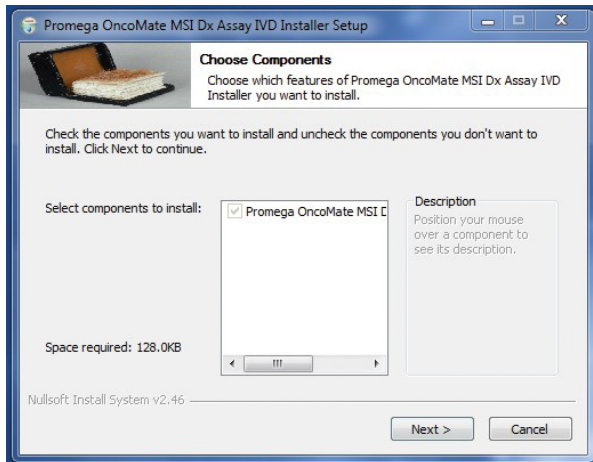 Promega OncoMate MSI Dx Assay IVD Installer Setup
Choose Components
Choose which features of Promega OncoMate MSI Dx Assay IVD
Installer you want to install.
Check the components you want to install and uncheck the components you don't want to
install. Click Next to continue.
Select components to install:
Promega OncoMate MSI D
Description
Position your mouse
over a component to
see its description.
Space required: 128.0KB
Nullsoft Install System v2.46
Next >
Cancel